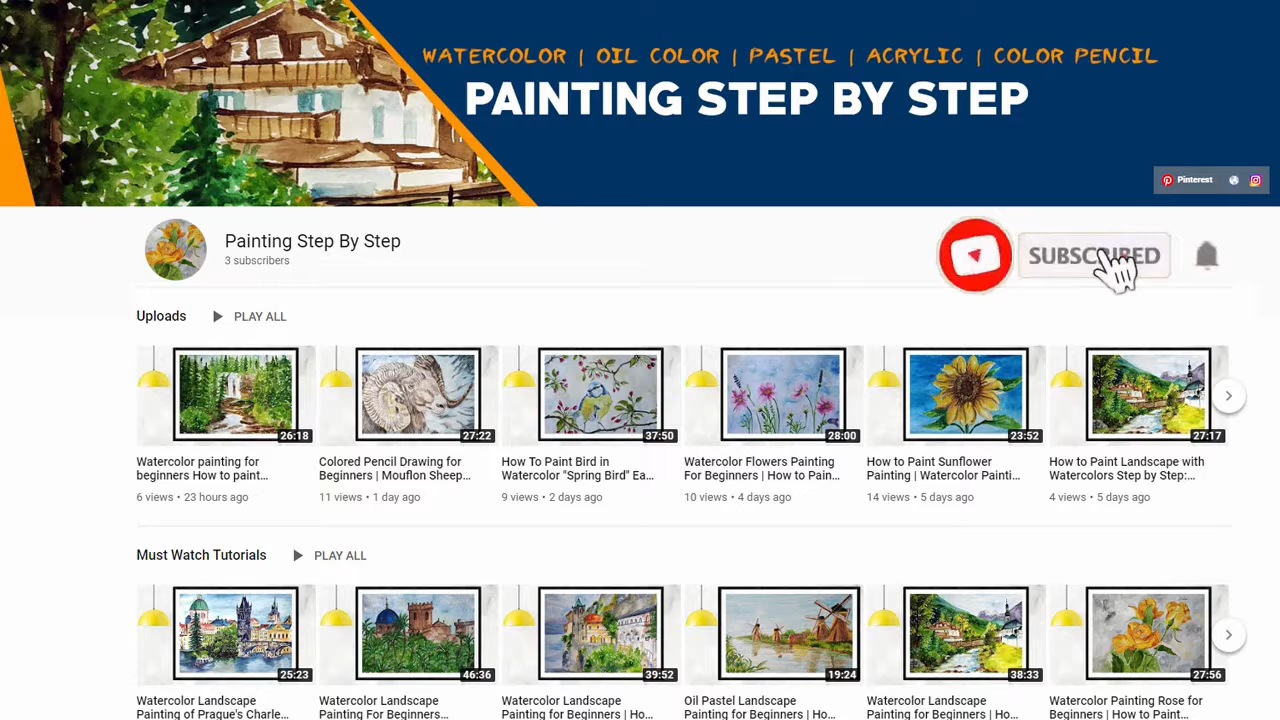 WATERCOLOR | OIL COLOR | PASTEL | ACRYLIC | COLOR PENCIL
PAINTING STEP BY STEP
Pinterest
Painting Step By Step
3 subscribers
SUBSCRIBED
Uploads PLAY ALL
26:18 27:22 37:50 28:00 23:52 27:17
Watercolor painting for
beginners How to paint...
6 views • 23 hours ago
Colored Pencil Drawing for
Beginners | Mouflon Sheep...
11 views • 1 day ago
How To Paint Bird in
Watercolor "Spring Bird" Ea...
9 views • 2 days ago
Watercolor Flowers Painting
For Beginners | How to Pain...
10 views • 4 days ago
How to Paint Sunflower
Painting | Watercolor Painti...
14 views • 5 days ago
How to Paint Landscape with
Watercolors Step by Step:...
4 views • 5 days ago
Must Watch Tutorials PLAY ALL
25:23 46:36 39:52 19:24 38:33 27:56
Watercolor Landscape
Painting of Prague's Charle...
Watercolor Landscape
Painting For Beginners...
Watercolor Landscape
Painting for Beginners | Ho...
Oil Pastel Landscape
Painting for Beginners | Ho...
Watercolor Landscape
Painting for Beginners | Ho...
Watercolor Painting Rose for
Beginners | How to Paint...